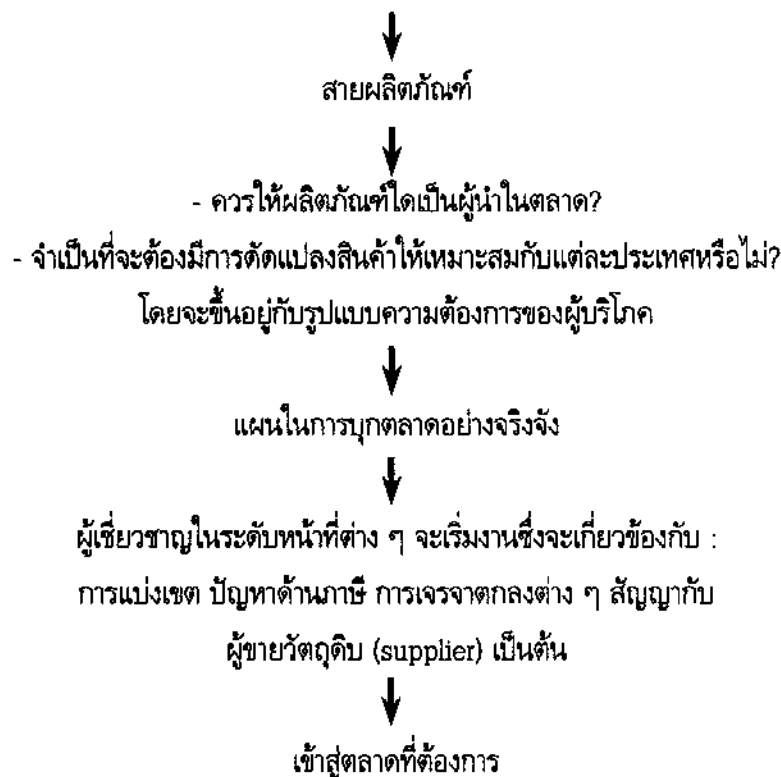 สายผลิตภัณฑ์
- ควรให้ผลิตภัณฑ์ใดเป็นผู้นำในตลาด?
- จำเป็นที่จะต้องมีการดัดแปลงสินค้าให้เหมาะสมกับแต่ละประเทศหรือไม่?
โดยจะขึ้นอยู่กับรูปแบบความต้องการของผู้บริโภค
แผนในการบุกตลาดอย่างจริงจัง
ผู้เชี่ยวชาญในระดับหน้าที่ต่าง ๆ จะเริ่มงานซึ่งจะเกี่ยวข้องกับ :
การแบ่งเขต ปัญหาด้านภาษี การเจรจาตกลงต่าง ๆ สัญญากับ
ผู้ขายวัตถุดิบ (supplier) เป็นต้น
เข้าสู่ตลาดที่ต้องการ